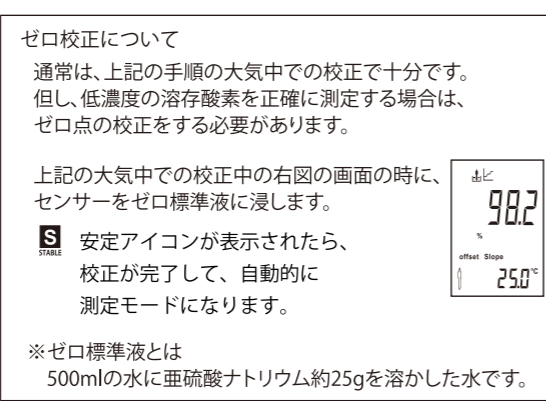 ゼロ校正について
通常は、上記の手順の大気中での校正で十分です。
但し、低濃度の溶存酸素を正確に測定する場合は、
ゼロ点の校正をする必要があります。
上記の大気中での校正中の右図の画面の時に、
センサーをゼロ標準液に浸します。
98.2
%
offset Slope
25.0°C
S
STABLE
安定アイコンが表示されたら、
校正が完了して、自動的に
測定モードになります。
※ゼロ標準液とは
500mlの水に亜硫酸ナトリウム約25gを溶かした水です。